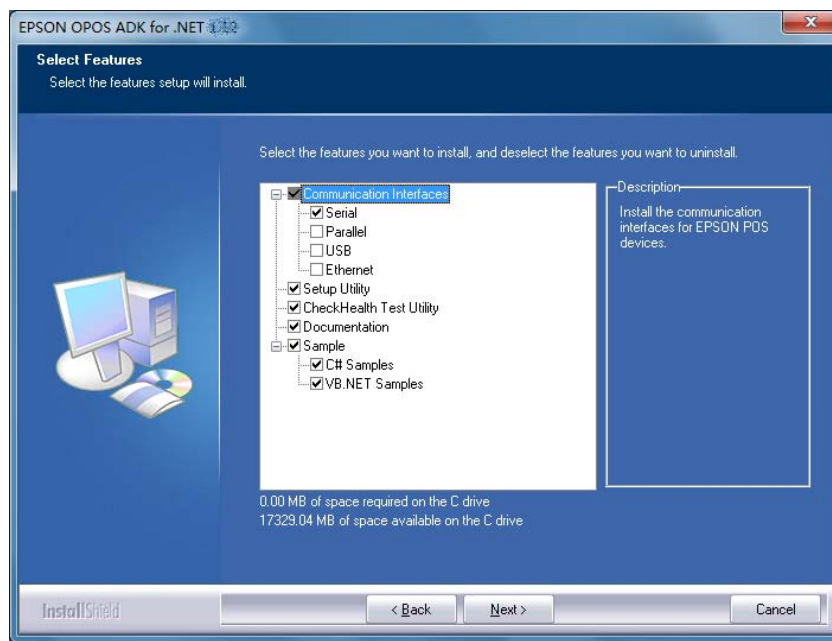 EPSON OPOS ADK for .NET
Select Features
Select the features setup will install.
Select the features you want to install, and deselect the features you want to uninstall.
Communication Interfaces
Serial
Parallel
USB
Ethernet
Setup Utility
CheckHealth Test Utility
Documentation
Sample
C# Samples
VB.NET Samples
Description
Install the communication
interfaces for EPSON POS
devices.
0.00 MB of space required on the C drive
17329.04 MB of space available on the C drive
InstallShield
< Back
Next >
Cancel